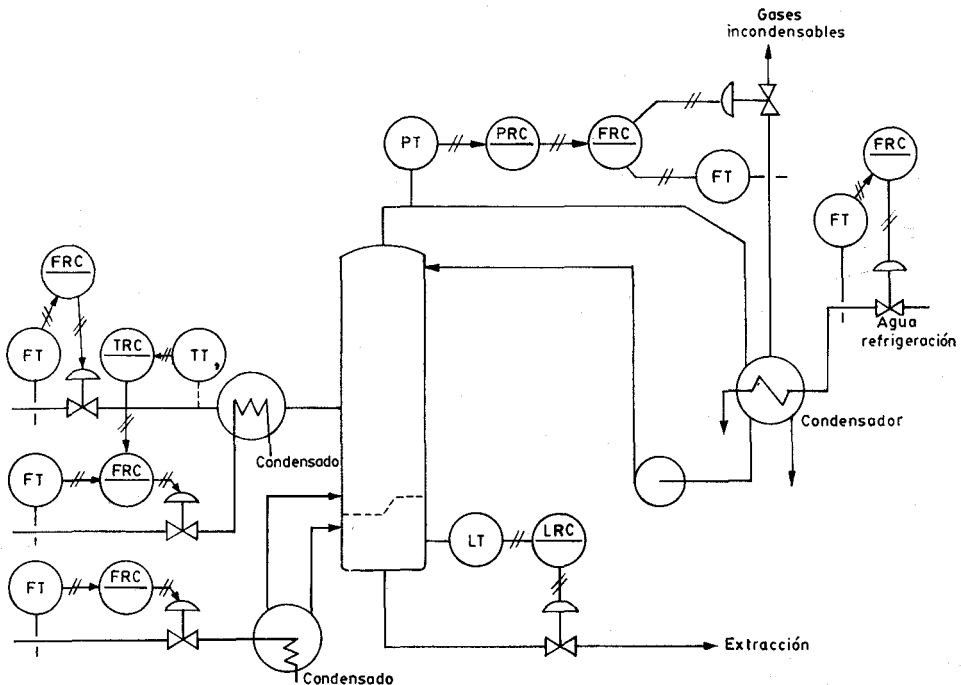 Gases
incondensables
PT
PRC
FRC
FT
FRC
FT
FRC
FT
TRC
TT,
Agua
refrigeración
Condensador
Condensado
FT
FRC
LT
LRC
FT
FRC
Extracción
Condensado